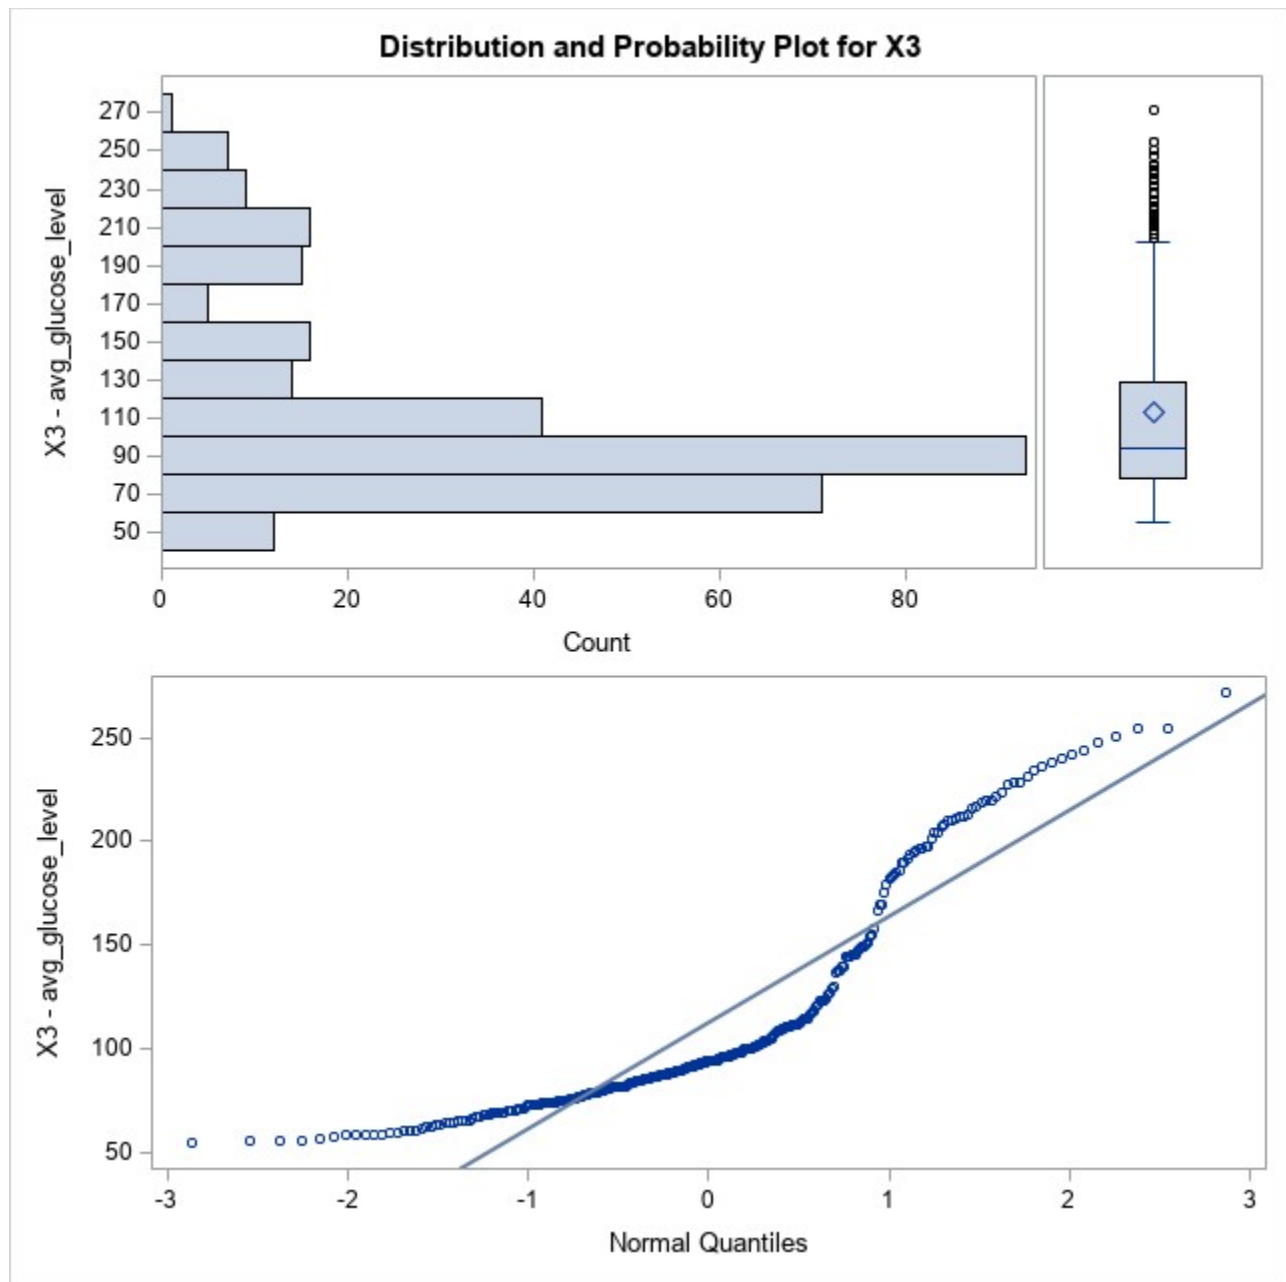 Distribution and Probability Plot for X3
X3 - avg_glucose_level
270
250
230
210
190
170
150
130
110
90
70
50
0 20 40 60 80
Count
X3 - avg_glucose_level
250
200
150
100
50
-3 -2 -1 0 1 2 3
Normal Quantiles